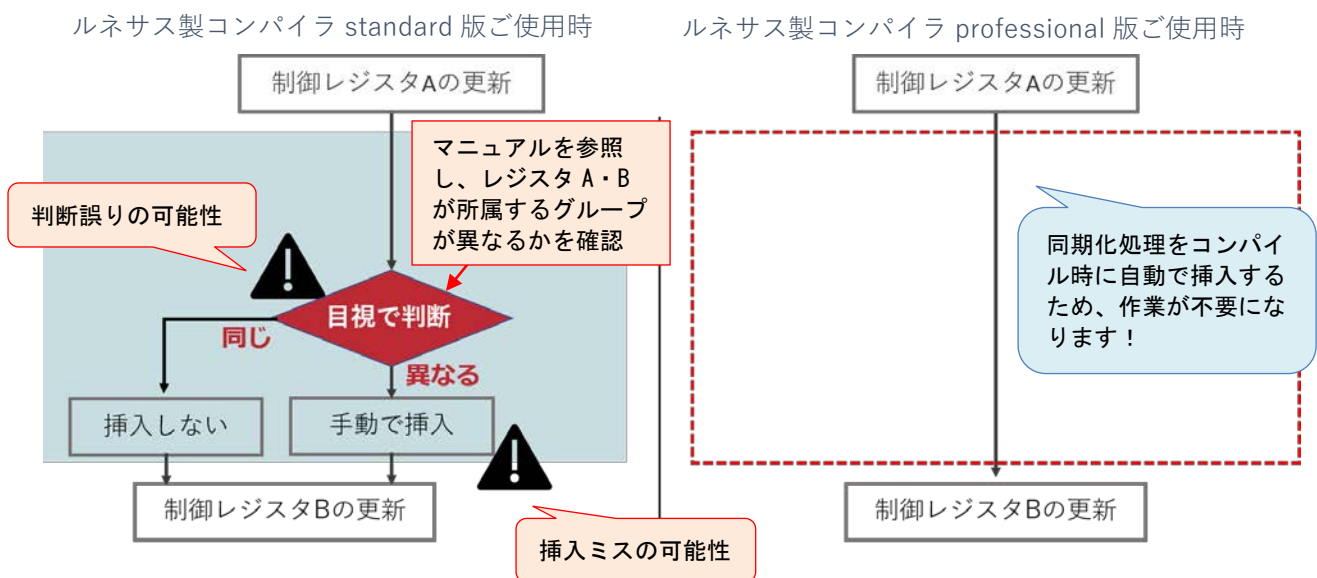 ルネサス製コンパイラ standard 版ご使用時
制御レジスタAの更新
マニュアルを参照
し、レジスタ A・B
が所属するグループ
が異なるかを確認
判断誤りの可能性
目視で判断
同じ
異なる
挿入しない
手動で挿入
制御レジスタBの更新
挿入ミスの可能性
ルネサス製コンパイラ professional 版ご使用時
制御レジスタAの更新
同期化処理をコンパイ
ル時に自動で挿入する
ため、作業が不要にな
ります！
制御レジスタBの更新